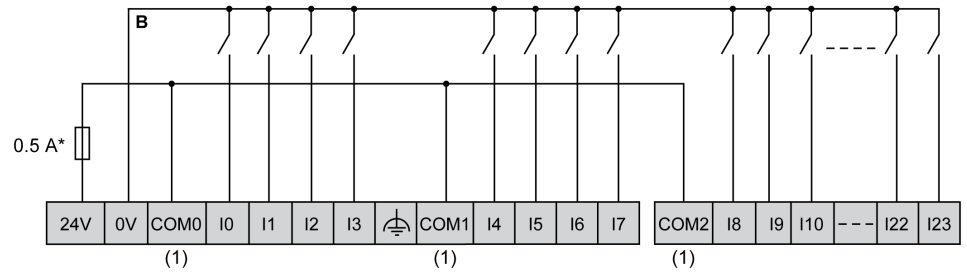 B
0.5 A*
24V 0V COM0 I0 I1 I2 I3 COM1 I4 I5 I6 I7 COM2 I8 I9 I10 I22 I23
(1) (1) (1)